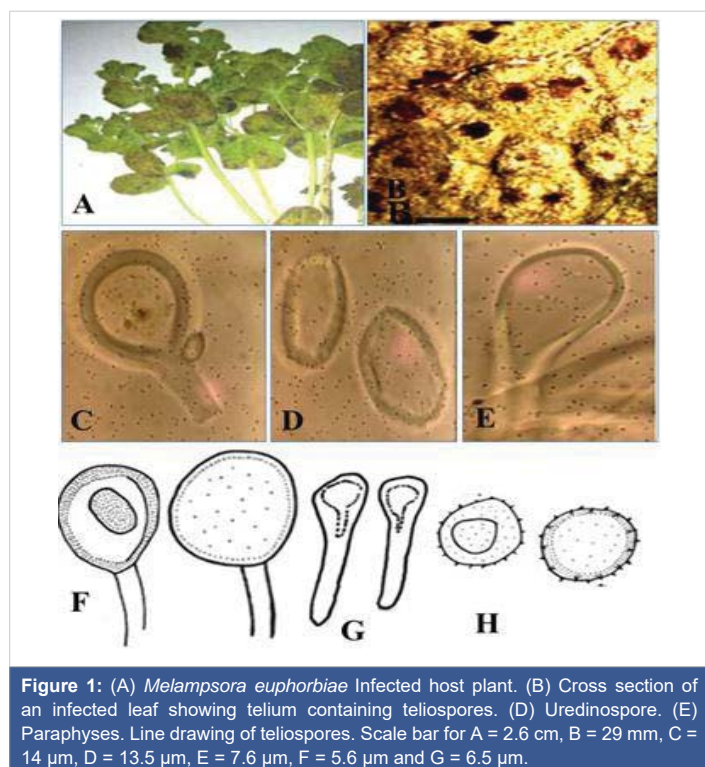 A
B
B
C
D
E
F
G
H
Figure 1: (A) Melampsora euphorbiae Infected host plant. (B) Cross section of
an infected leaf showing telium containing teliospores. (D) Uredinospore. (E)
Paraphyses. Line drawing of teliospores. Scale bar for A = 2.6 cm, B = 29 mm, C =
14 µm, D = 13.5 µm, E = 7.6 µm, F = 5.6 µm and G = 6.5 µm.